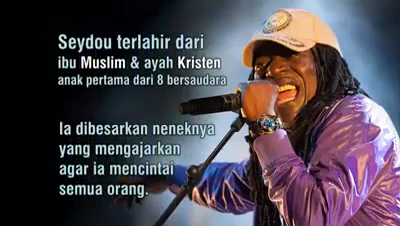 Seydou terlahir dari
ibu Muslim & ayah Kristen
anak pertama dari 8 bersaudara
Ia dibesarkan neneknya
yang mengajarkan
agar ia mencintai
semua orang.